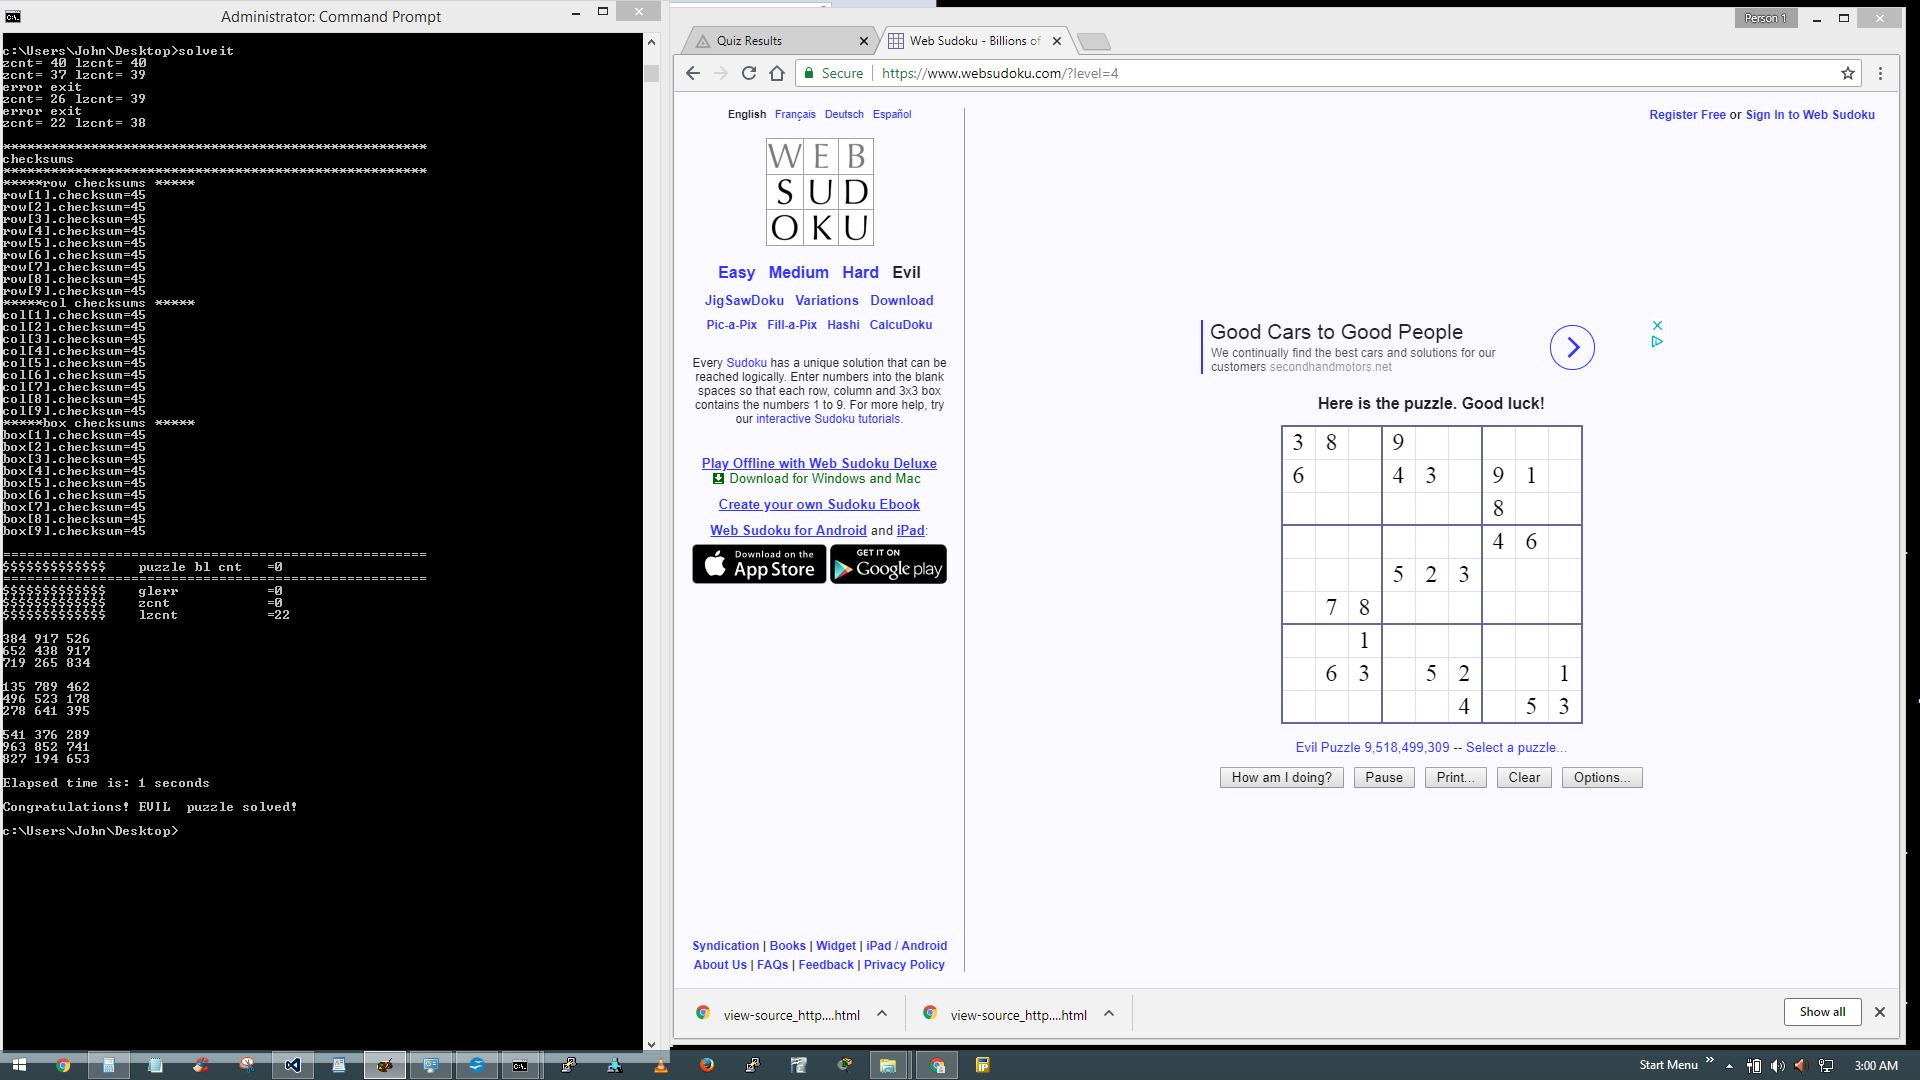 Administrator: Command Prompt
c:\Users\John\Desktop>solveit
zcnt= 40 lzcnt= 40
zcnt= 37 lzcnt= 39
error exit
zcnt= 26 lzcnt= 39
error exit
zcnt= 22 lzcnt= 38
*****************************************************
checksums
*****************************************************
*****row checksums *****
row[1].checksum=45
row[2].checksum=45
row[3].checksum=45
row[4].checksum=45
row[5].checksum=45
row[6].checksum=45
row[7].checksum=45
row[8].checksum=45
row[9].checksum=45
*****col checksums *****
col[1].checksum=45
col[2].checksum=45
col[3].checksum=45
col[4].checksum=45
col[5].checksum=45
col[6].checksum=45
col[7].checksum=45
col[8].checksum=45
col[9].checksum=45
*****box checksums *****
box[1].checksum=45
box[2].checksum=45
box[3].checksum=45
box[4].checksum=45
box[5].checksum=45
box[6].checksum=45
box[7].checksum=45
box[8].checksum=45
box[9].checksum=45
=====================================================
$$$$$$$$$$$$$ puzzle bl cnt =0
=====================================================
$$$$$$$$$$$$$ glerr =0
$$$$$$$$$$$$$ zcnt =0
$$$$$$$$$$$$$ lzcnt =22
384 917 526
652 438 917
719 265 834
135 789 462
496 523 178
278 641 395
541 376 289
963 852 741
827 194 653
Elapsed time is: 1 seconds
Congratulations! EVIL puzzle solved!
c:\Users\John\Desktop>
Person 1
Quiz Results
Web Sudoku - Billions of
Secure https://www.websudoku.com/?level=4
English Français Deutsch Español
Register Free or Sign In to Web Sudoku
WEB
SUD
OKU
Easy Medium Hard Evil
JigSawDoku Variations Download
Pic-a-Pix Fill-a-Pix Hashi CalcuDoku
Every Sudoku has a unique solution that can be
reached logically. Enter numbers into the blank
spaces so that each row, column and 3x3 box
contains the numbers 1 to 9. For more help, try
our interactive Sudoku tutorials.
Play Offline with Web Sudoku Deluxe
Download for Windows and Mac
Create your own Sudoku Ebook
Web Sudoku for Android and iPad:
Download on the
App Store
GET IT ON
Google play
Syndication | Books | Widget | iPad / Android
About Us | FAQs | Feedback | Privacy Policy
Good Cars to Good People
We continually find the best cars and solutions for our
customers secondhandmotors.net
Here is the puzzle. Good luck!
3 8 9
6 4 3 9 1
8
4 6
5 2 3
7 8
1
6 3 5 2 1
4 5 3
Evil Puzzle 9,518,499,309 -- Select a puzzle...
How am I doing? Pause Print... Clear Options...
view-source_http....html
view-source_http....html
Show all
Start Menu
3:00 AM